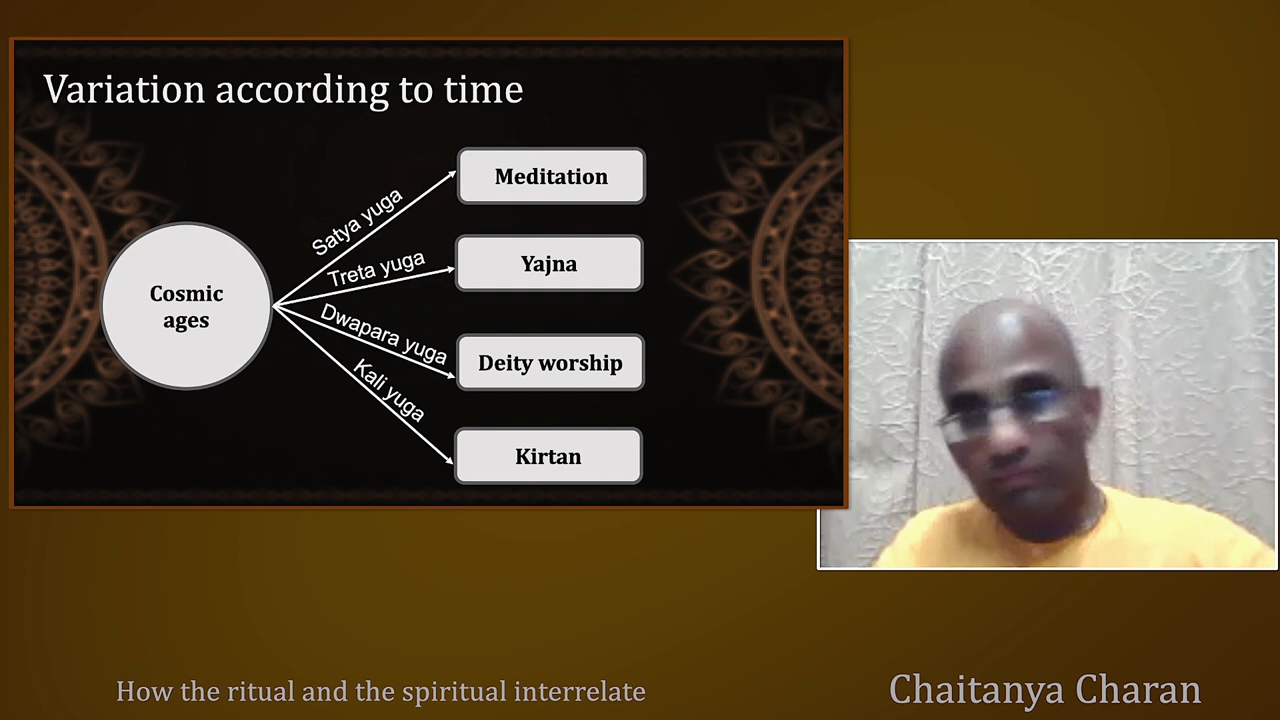 Variation according to time
Meditation
Satya yuga
Treta yuga
Yajna
Cosmic
ages
Dwapara yuga
Deity worship
Kali yuga
Kirtan
How the ritual and the spiritual interrelate
Chaitanya Charan